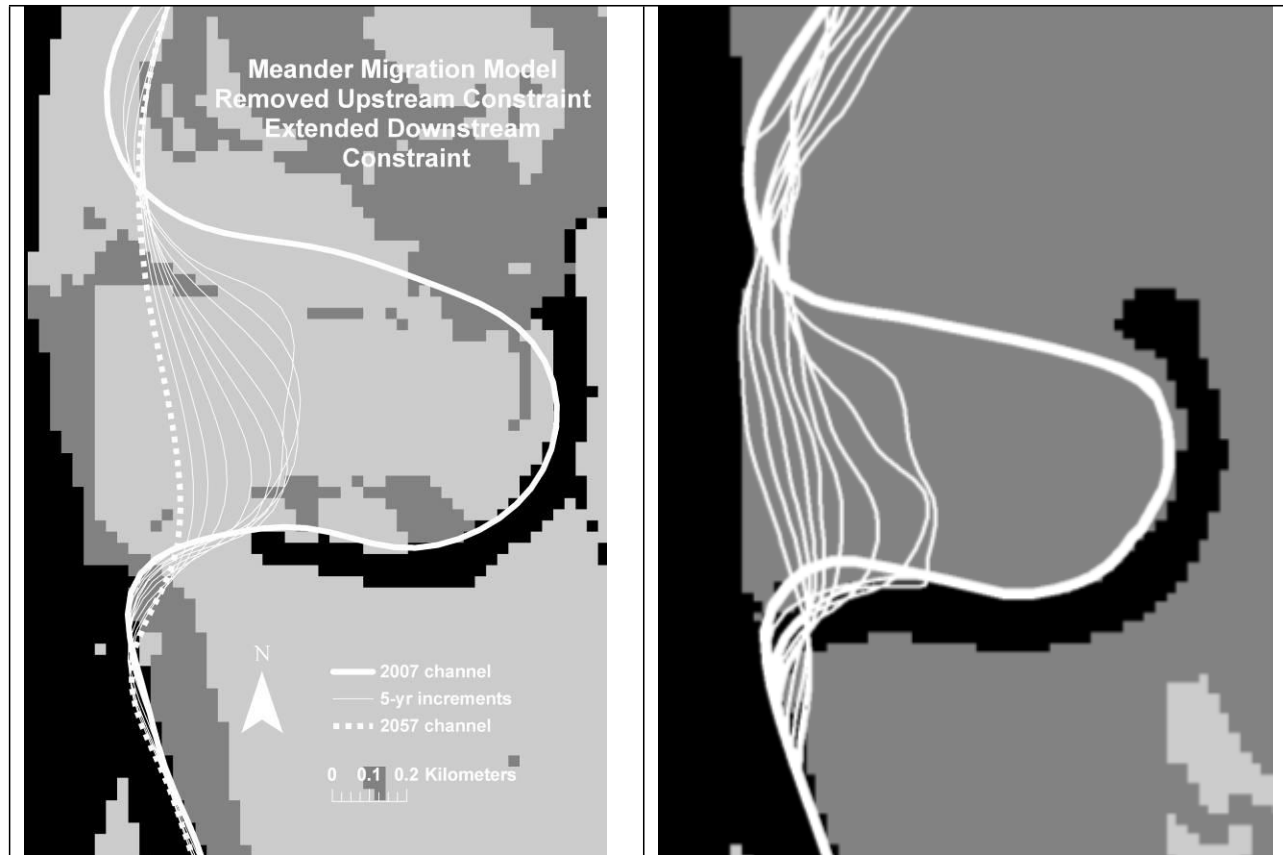 Meander Migration Model
Removed Upstream Constraint
Extended Downstream
Constraint
N
2007 channel
5-yr increments
2057 channel
0 0.1 0.2 Kilometers